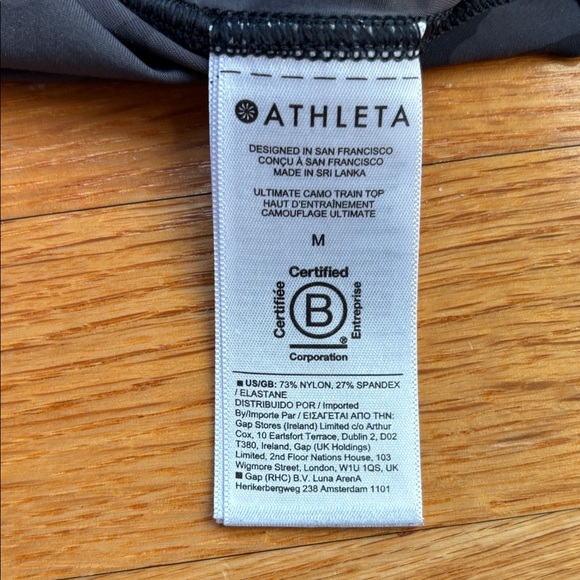 ATHLETA
DESIGNED IN SAN FRANCISCO
CONÇU À SAN FRANCISCO
MADE IN SRI LANKA
ULTIMATE CAMO TRAIN TOP
HAUT D'ENTRAÎNEMENT
CAMOUFLAGE ULTIMATE
M
Certified
Certifiée
B
Entreprise
®
Corporation
■ US/GB: 73% NYLON, 27% SPANDEX
/ ELASTANE
DISTRIBUIDO POR / Imported
By/Importe Par / ΕΙΣΑΓΕΤΑΙ ΑΠΟ ΤΗΝ:
Gap Stores (Ireland) Limited c/o Arthur
Cox, 10 Earlsfort Terrace, Dublin 2, D02
T380, Ireland, Gap (UK Holdings)
Limited, 2nd Floor Nations House, 103
Wigmore Street, London, W1U 1QS, UK
■ Gap (RHC) B.V. Luna ArenA
Herikerbergweg 238 Amsterdam 1101